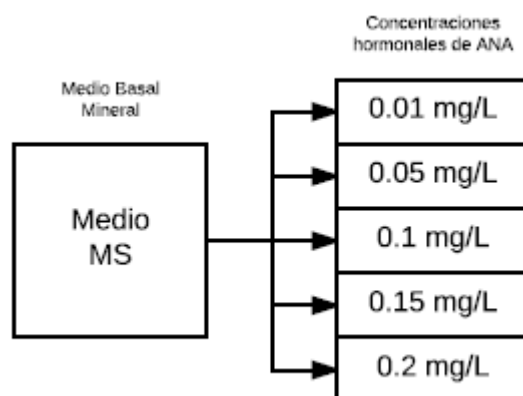 Concentraciones
hormonales de ANA
Medio Basal
Mineral
Medio
MS
0.01 mg/L
0.05 mg/L
0.1 mg/L
0.15 mg/L
0.2 mg/L